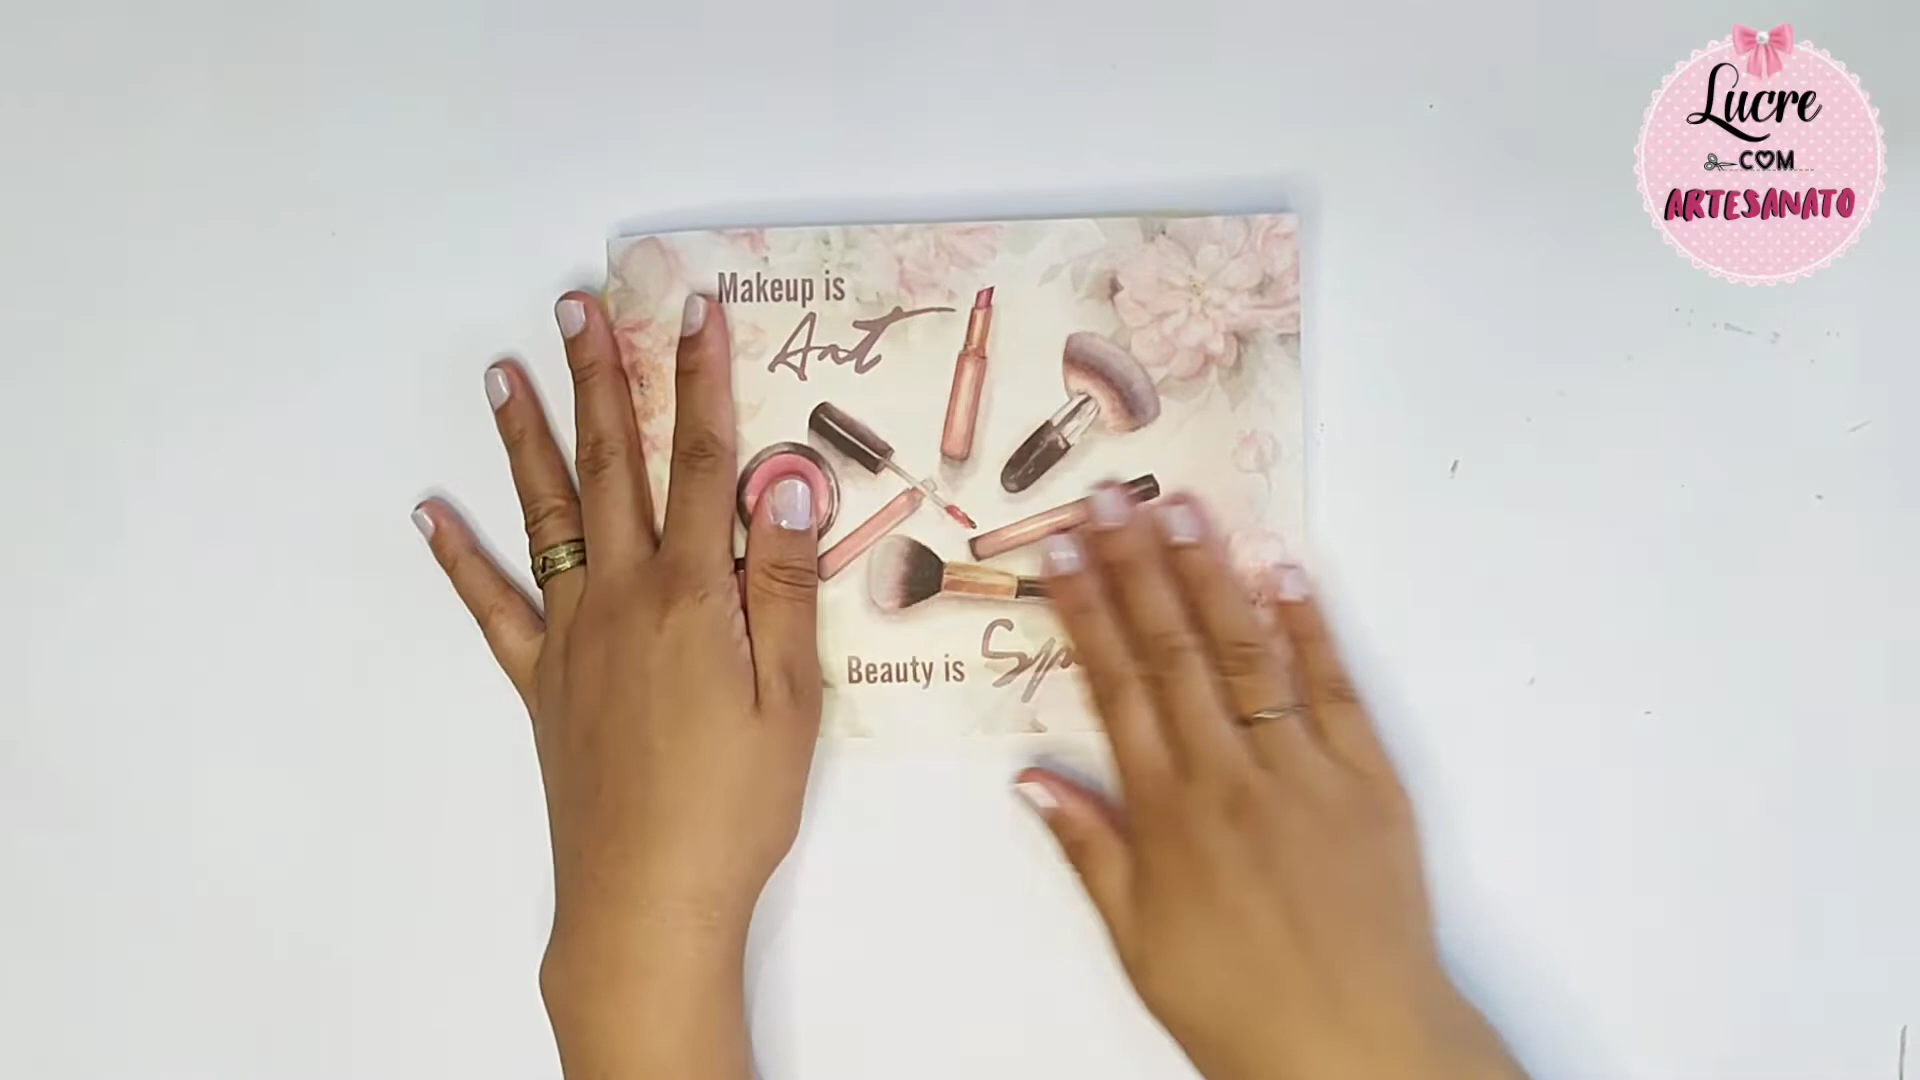 Makeup is
Art
Beauty is
Lucre
COM
ARTESANATO